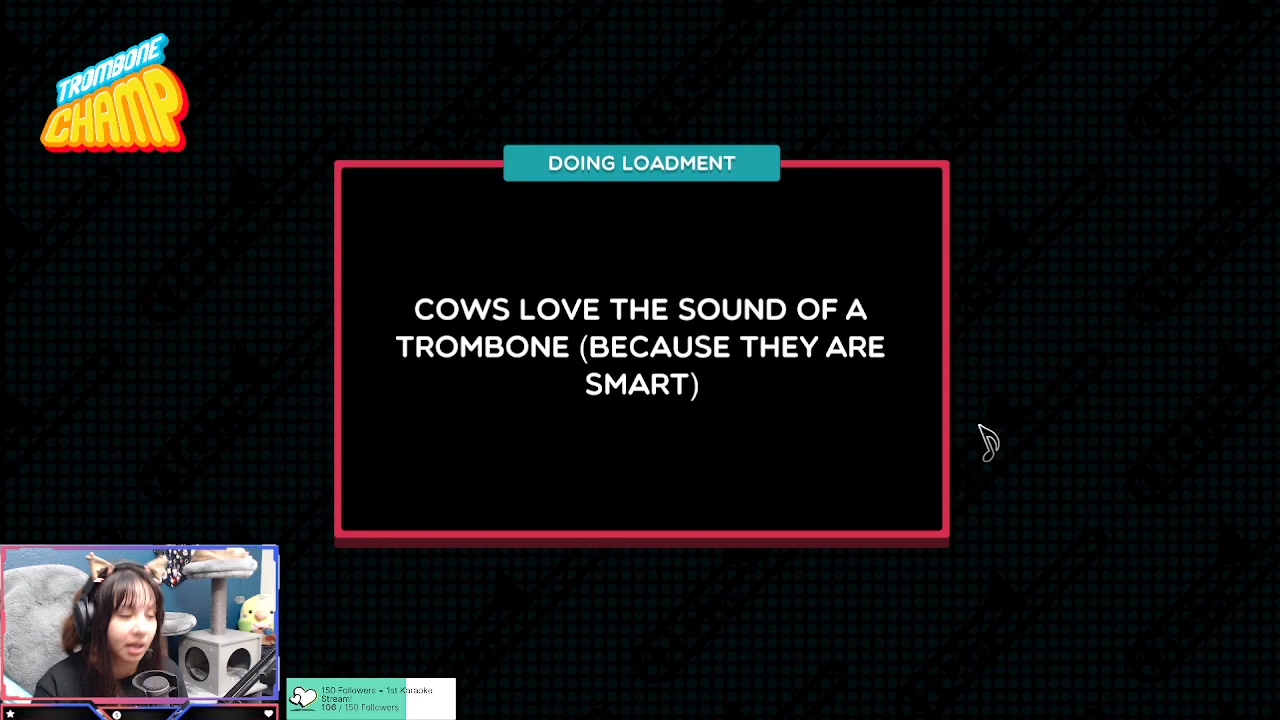 TROMBONE
CHAMP
DOING LOADMENT
COWS LOVE THE SOUND OF A
TROMBONE (BECAUSE THEY ARE
SMART)
150 Followers = 1st Karaoke
Stream!
106 / 150 Followers